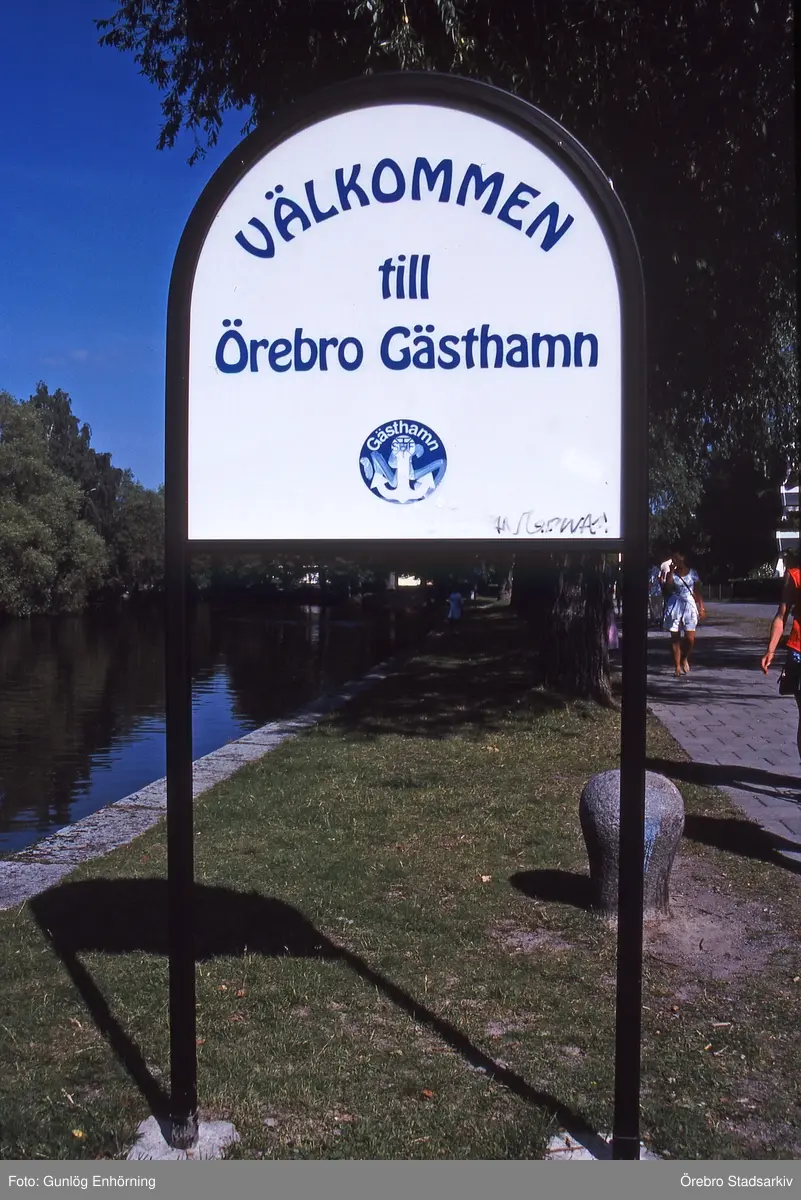 VÄLKOMMEN
till
Örebro Gästhamn
Gästhamn
Foto: Gunlög Enhörning
Örebro Stadsarkiv